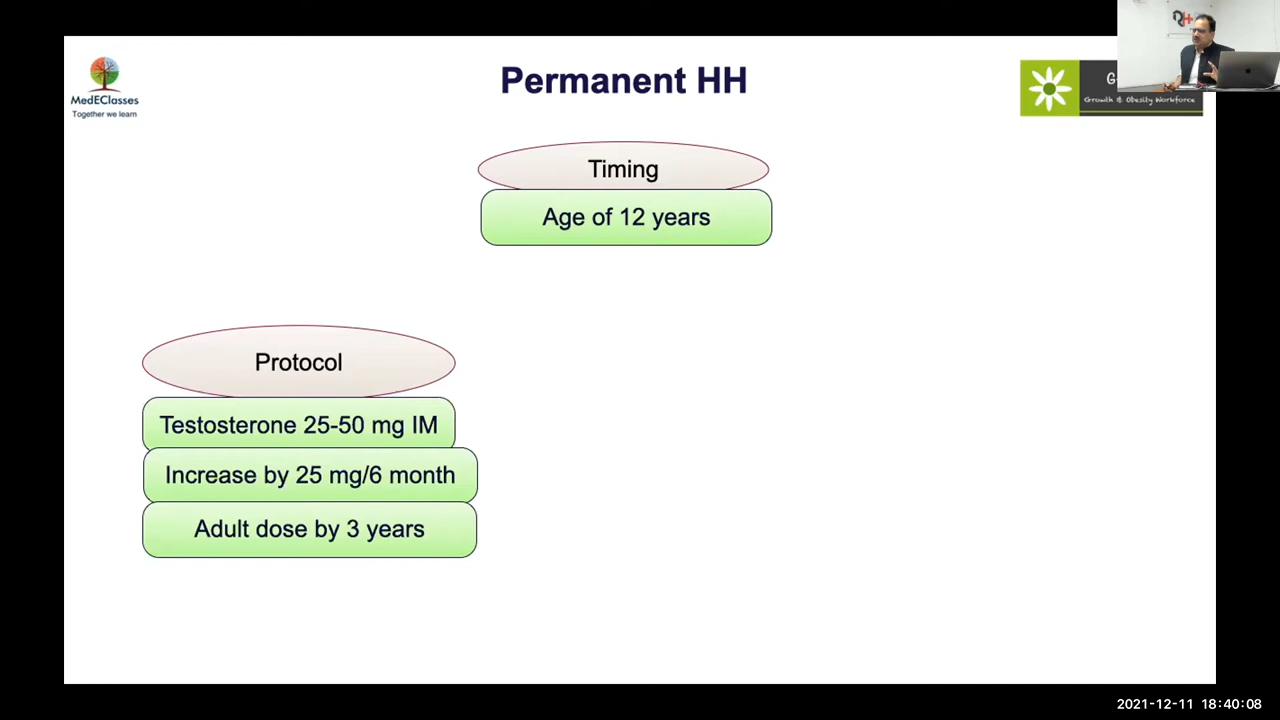 MedEClasses
Together we learn
Permanent HH
G
Growth & Obesity Workforce
Timing
Age of 12 years
Protocol
Testosterone 25-50 mg IM
Increase by 25 mg/6 month
Adult dose by 3 years
2021-12-11 18:40:08